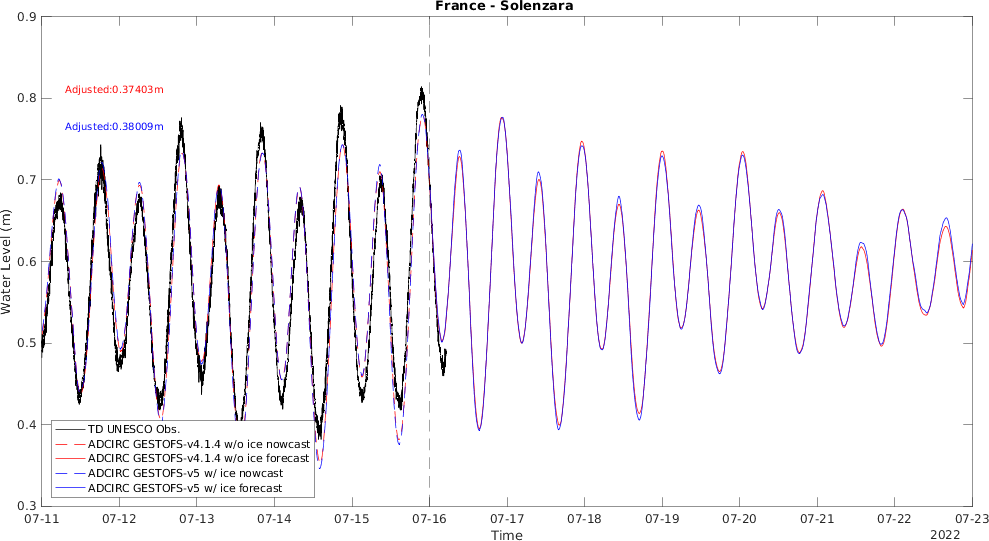 France - Solenzara
0.9
0.8
0.7
0.6
0.5
0.4
0.3
Water Level (m)
Adjusted:0.37403m
Adjusted:0.38009m
TD UNESCO Obs.
ADCIRC GESTOFS-v4.1.4 w/o ice nowcast
ADCIRC GESTOFS-v4.1.4 w/o ice forecast
ADCIRC GESTOFS-v5 w/ ice nowcast
ADCIRC GESTOFS-v5 w/ ice forecast
07-11 07-12 07-13 07-14 07-15 07-16 07-17 07-18 07-19 07-20 07-21 07-22 07-23
Time
2022